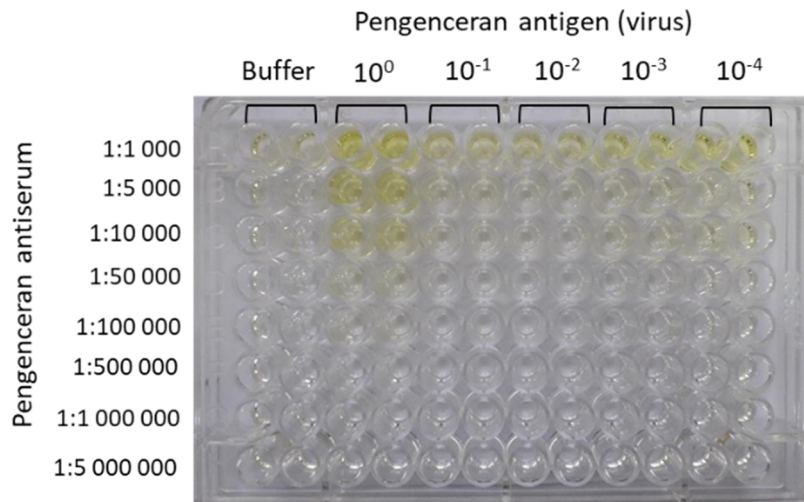 Pengenceran antigen (virus)
Buffer 10⁰ 10⁻¹ 10⁻² 10⁻³ 10⁻⁴
Pengenceran antiserum
1:1 000
1:5 000
1:10 000
1:50 000
1:100 000
1:500 000
1:1 000 000
1:5 000 000